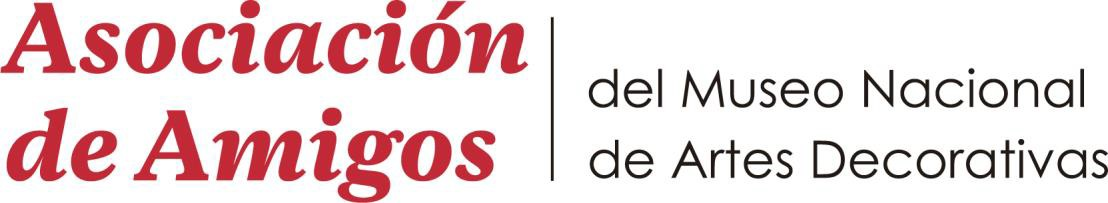 Asociación
de Amigos
del Museo Nacional
de Artes Decorativas